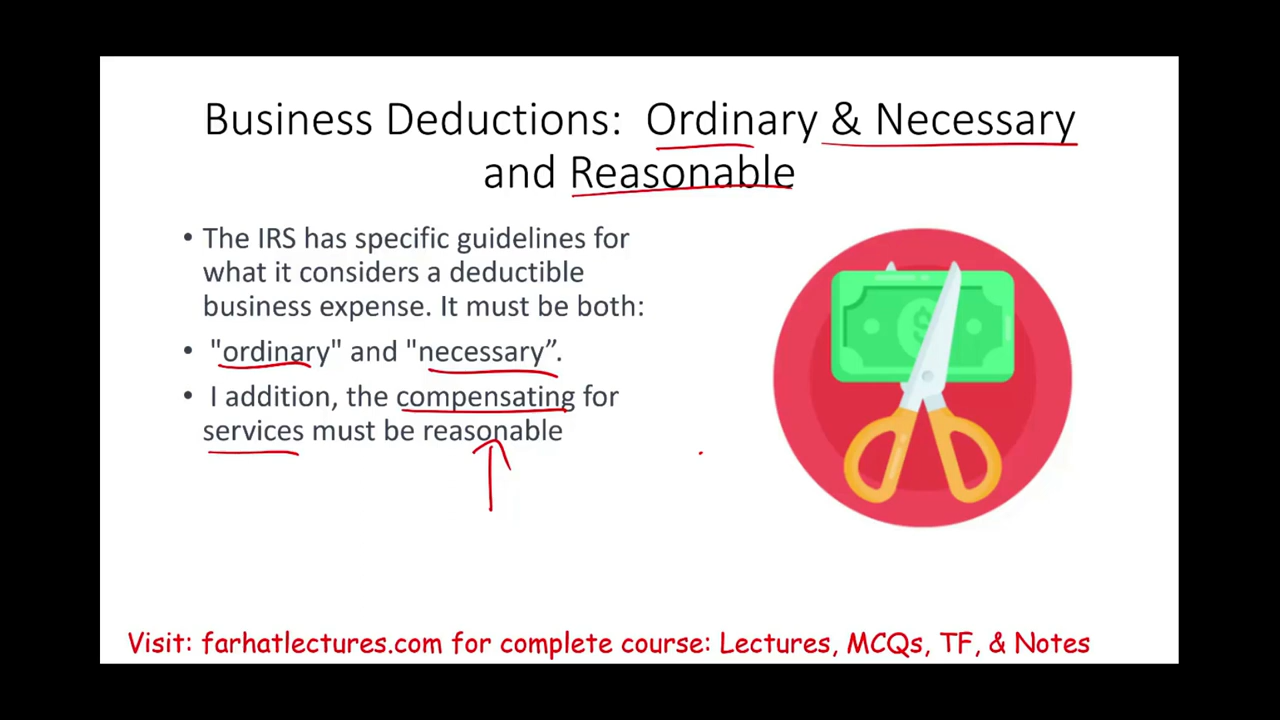 Business Deductions: Ordinary & Necessary
and Reasonable
• The IRS has specific guidelines for
what it considers a deductible
business expense. It must be both:
• "ordinary" and "necessary”.
• I addition, the compensating for
services must be reasonable
$
Visit: farhatlectures.com for complete course: Lectures, MCQs, TF, & Notes